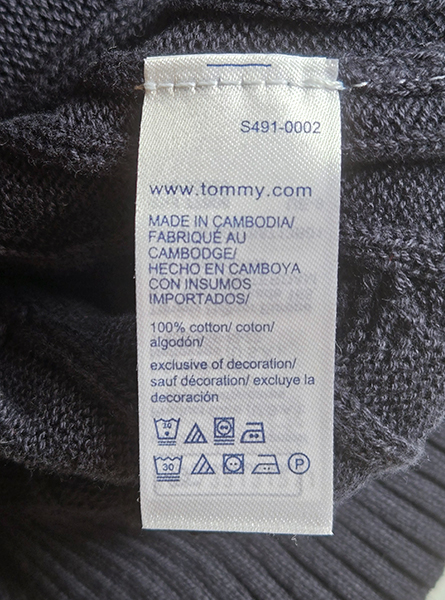 S491-0002
www.tommy.com
MADE IN CAMBODIA/
FABRIQUÉ AU
CAMBODGE/
HECHO EN CAMBOYA
CON INSUMOS
IMPORTADOS/
100% cotton/ coton/
algodón/
exclusive of decoration/
sauf décoration/ excluye la
decoración
30
30 P